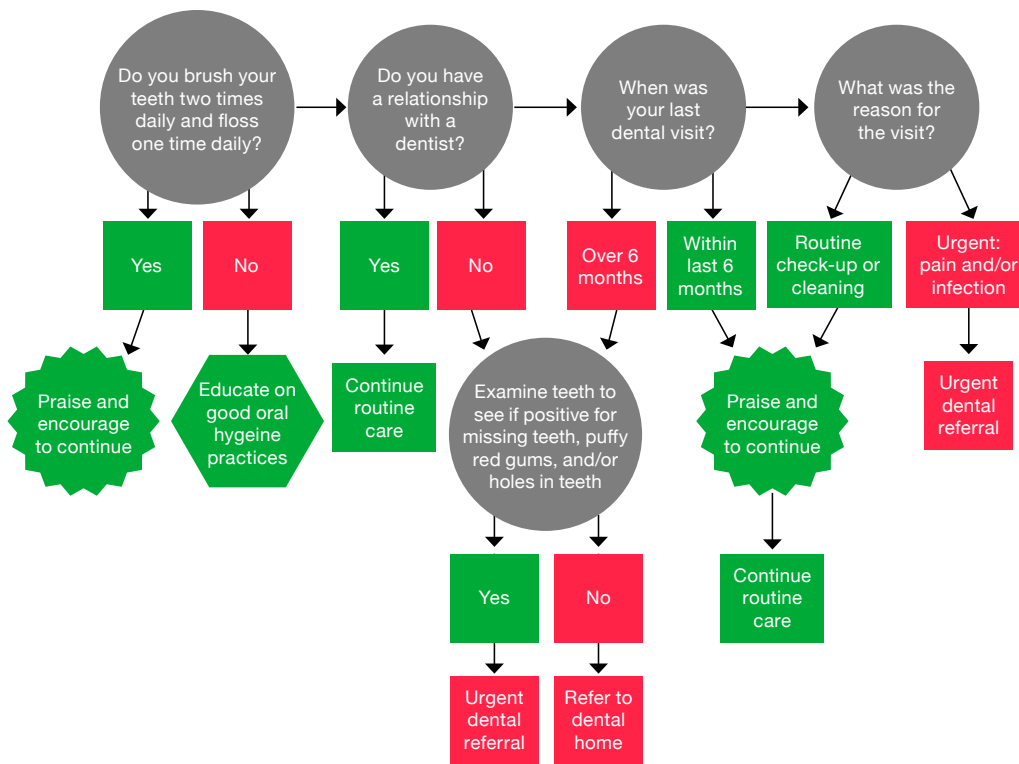 Do you brush your
teeth two times
daily and floss
one time daily?
Do you have
a relationship
with a
dentist?
When was
your last
dental visit?
What was the
reason for
the visit?
Yes
No
Yes
No
Over 6
months
Within
last 6
months
Routine
check-up or
cleaning
Urgent:
pain and/or
infection
Praise and
encourage
to continue
Educate on
good oral
hygeine
practices
Continue
routine
care
Examine teeth to
see if positive for
missing teeth, puffy
red gums, and/or
holes in teeth
Praise and
encourage
to continue
Urgent
dental
referral
Yes
No
Continue
routine
care
Urgent
dental
referral
Refer to
dental
home